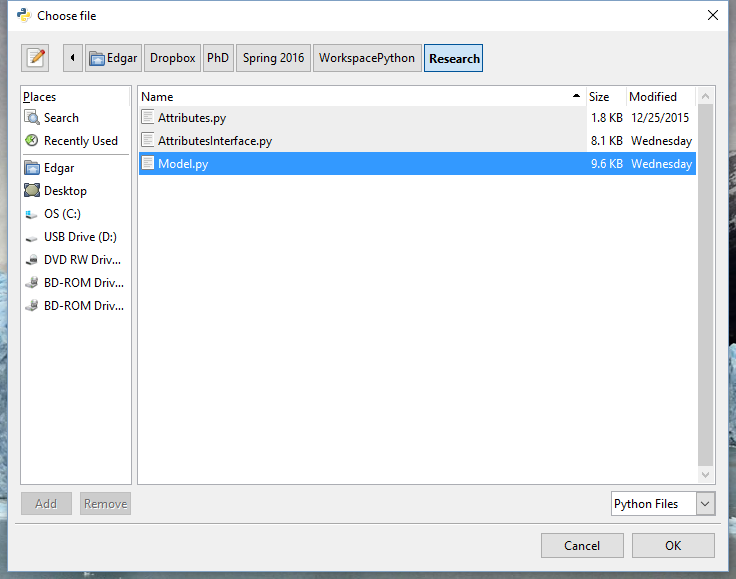 Choose file
Edgar Dropbox PhD Spring 2016 WorkspacePython Research
Places
Search
Recently Used
Edgar
Desktop
OS (C:)
USB Drive (D:)
DVD RW Driv...
BD-ROM Driv...
BD-ROM Driv...
Name Size Modified
Attributes.py 1.8 KB 12/25/2015
AttributesInterface.py 8.1 KB Wednesday
Model.py 9.6 KB Wednesday
Add Remove
Python Files
Cancel OK